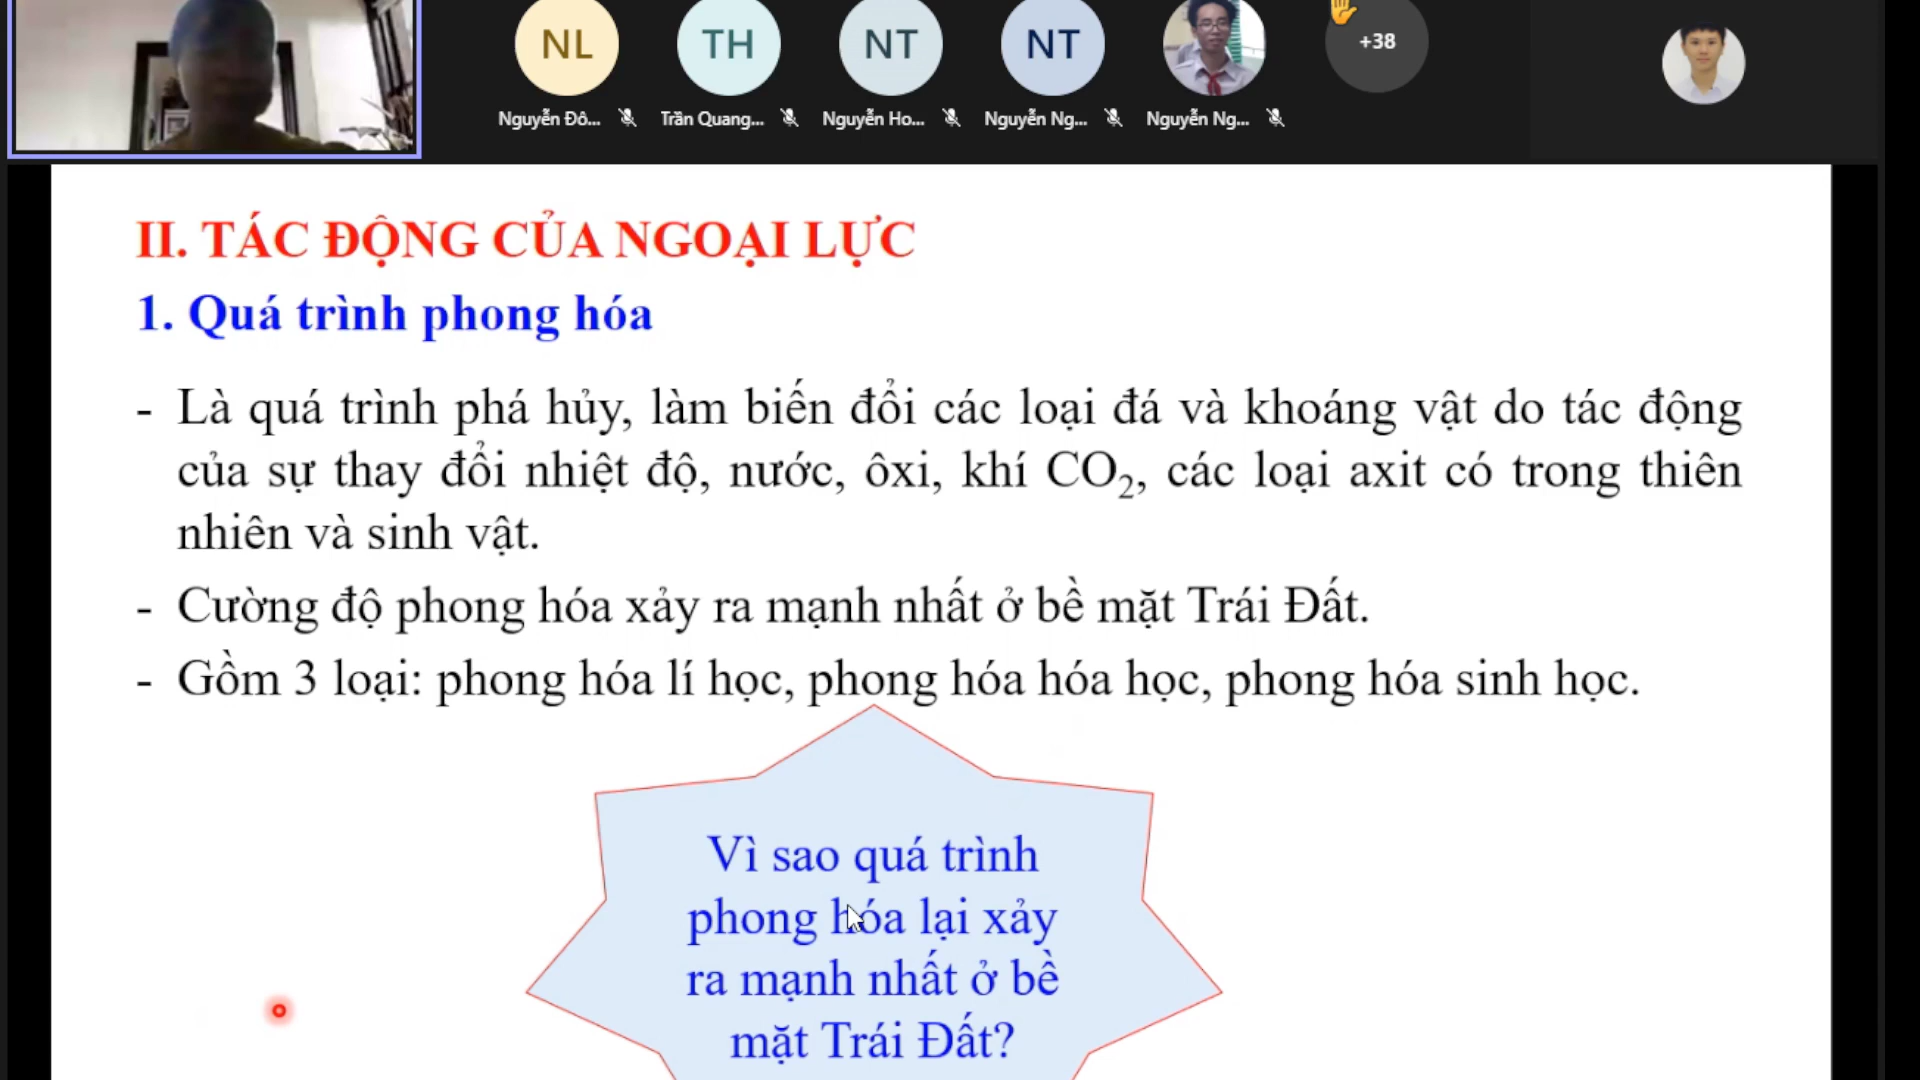 NL
TH
NT
NT
+38
Nguyễn Đô...
Trần Quang...
Nguyễn Ho...
Nguyễn Ng...
Nguyễn Ng...
II. TÁC ĐỘNG CỦA NGOẠI LỰC
1. Quá trình phong hóa
- Là quá trình phá hủy, làm biến đổi các loại đá và khoáng vật do tác động
của sự thay đổi nhiệt độ, nước, ôxi, khí CO₂, các loại axit có trong thiên
nhiên và sinh vật.
- Cường độ phong hóa xảy ra mạnh nhất ở bề mặt Trái Đất.
- Gồm 3 loại: phong hóa lí học, phong hóa hóa học, phong hóa sinh học.
Vì sao quá trình
phong hóa lại xảy
ra mạnh nhất ở bề
mặt Trái Đất?